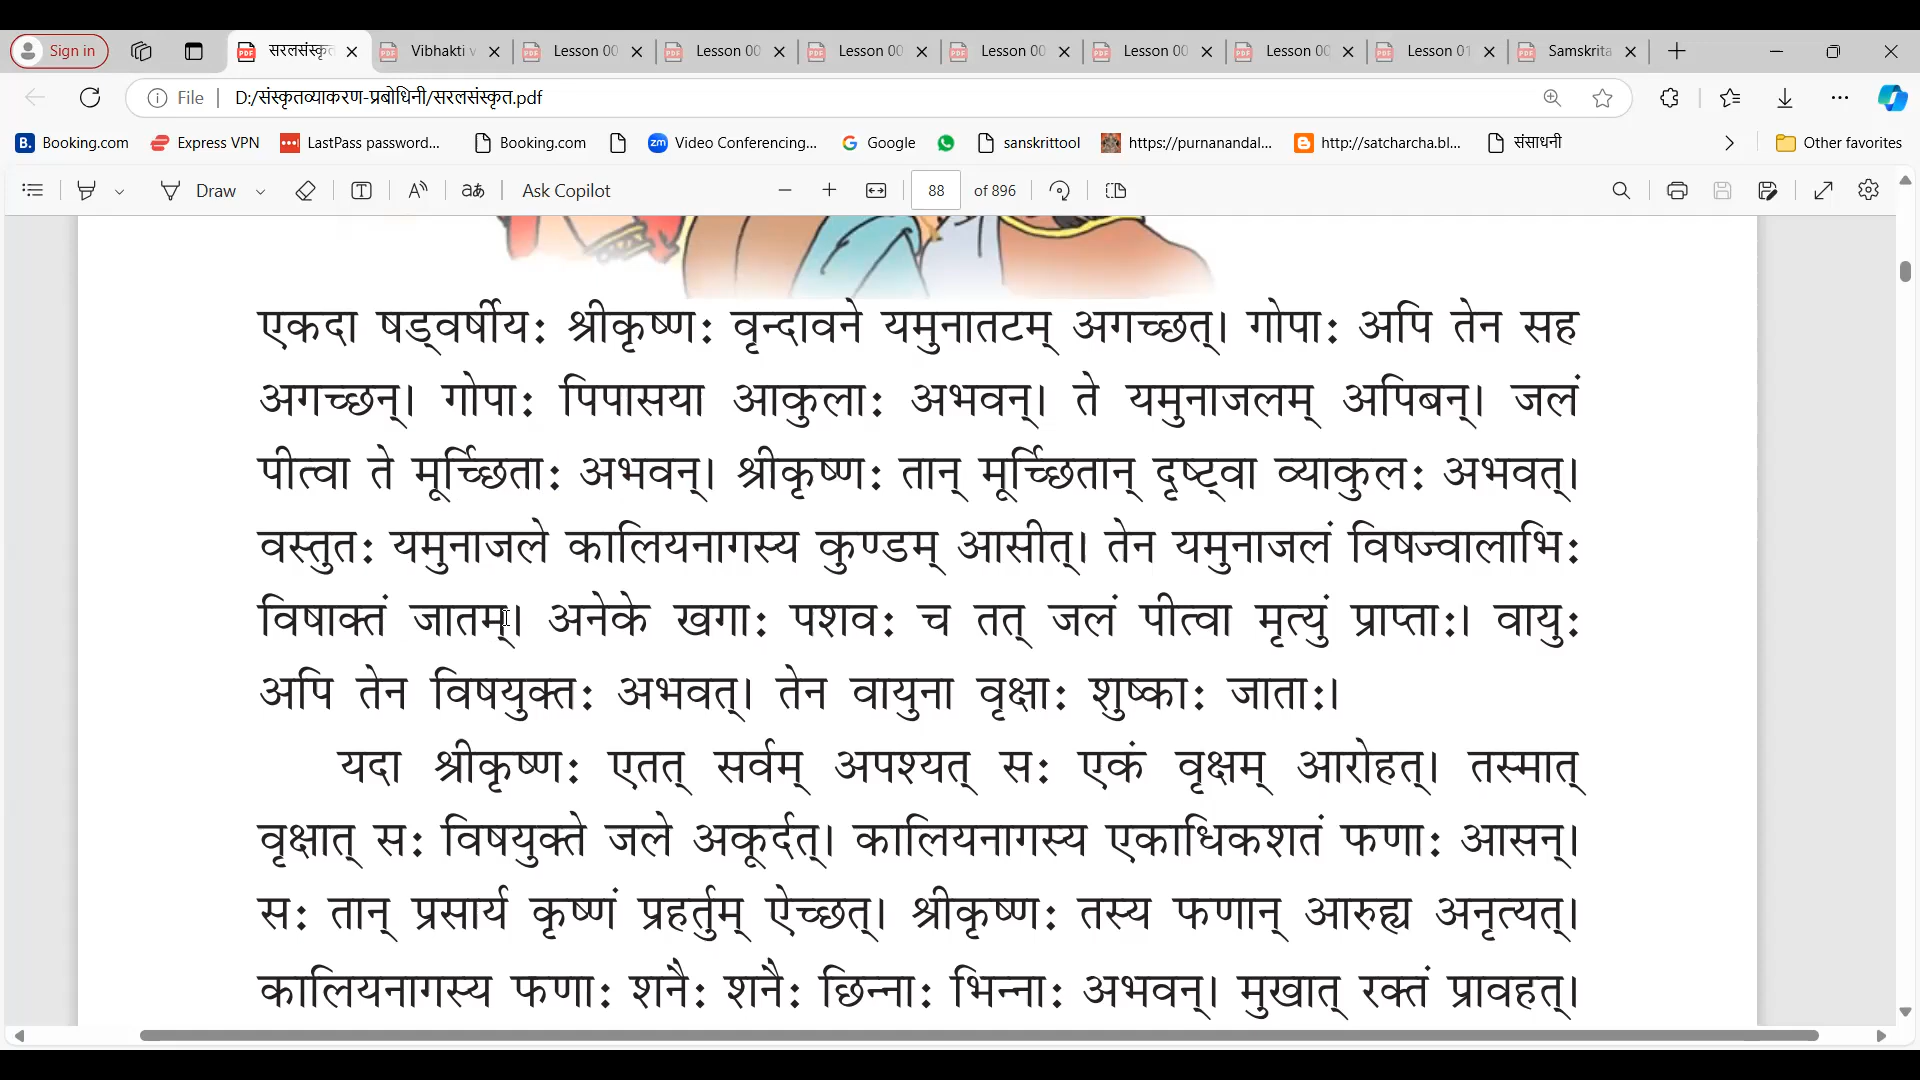 Sign in
सरलसंस्कृत
Vibhakti v
Lesson 00
Lesson 00
Lesson 00
Lesson 00
Lesson 00
Lesson 00
Lesson 01
Samskrita
File
D:/संस्कृतव्याकरण-प्रबोधिनी/सरलसंस्कृत.pdf
Booking.com
Express VPN
LastPass password...
Booking.com
Video Conferencing...
Google
sanskrittool
https://purnanandal...
http://satcharcha.bl...
संसाधनी
Other favorites
Draw
Ask Copilot
88 of 896
एकदा षड्वर्षीयः श्रीकृष्णः वृन्दावने यमुनातटम् अगच्छत्। गोपाः अपि तेन सह
अगच्छन्। गोपाः पिपासया आकुलाः अभवन्। ते यमुनाजलम् अपिबन्। जलं
पीत्वा ते मूर्च्छिताः अभवन्। श्रीकृष्णः तान् मूर्च्छितान् दृष्ट्वा व्याकुलः अभवत्।
वस्तुतः यमुनाजले कालियनागस्य कुण्डम् आसीत्। तेन यमुनाजलं विषज्वालाभिः
विषाक्तं जातम्। अनेके खगाः पशवः च तत् जलं पीत्वा मृत्युं प्राप्ताः। वायुः
अपि तेन विषयुक्तः अभवत्। तेन वायुना वृक्षाः शुष्काः जाताः।
यदा श्रीकृष्णः एतत् सर्वम् अपश्यत् सः एकं वृक्षम् आरोहत्। तस्मात्
वृक्षात् सः विषयुक्ते जले अकूर्दत्। कालियनागस्य एकाधिकशतं फणाः आसन्।
सः तान् प्रसार्य कृष्णं प्रहर्तुम् ऐच्छत्। श्रीकृष्णः तस्य फणान् आरुह्य अनृत्यत्।
कालियनागस्य फणाः शनैः शनैः छिन्नाः भिन्नाः अभवन्। मुखात् रक्तं प्रावहत्।